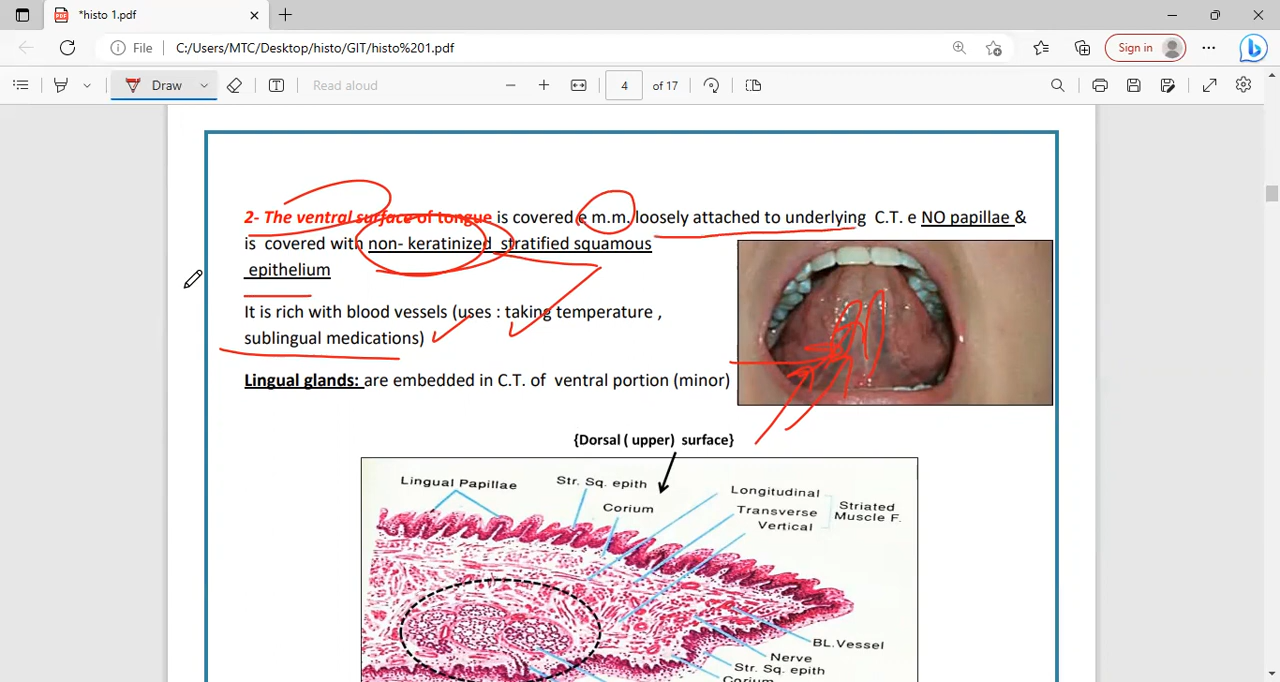 *histo 1.pdf
File C:/Users/MTC/Desktop/histo/GIT/histo%201.pdf Sign in
Draw Read aloud 4 of 17
2- The ventral surface of tongue is covered e m.m. loosely attached to underlying C.T. e NO papillae &
is covered with non- keratinized stratified squamous
epithelium
It is rich with blood vessels (uses : taking temperature ,
sublingual medications)
Lingual glands: are embedded in C.T. of ventral portion (minor)
{Dorsal ( upper) surface}
Lingual Papillae
Str. Sq. epith
Corium
Longitudinal
Transverse
Vertical
Striated
Muscle F.
BL.Vessel
Nerve
Str. Sq. epith
Corium